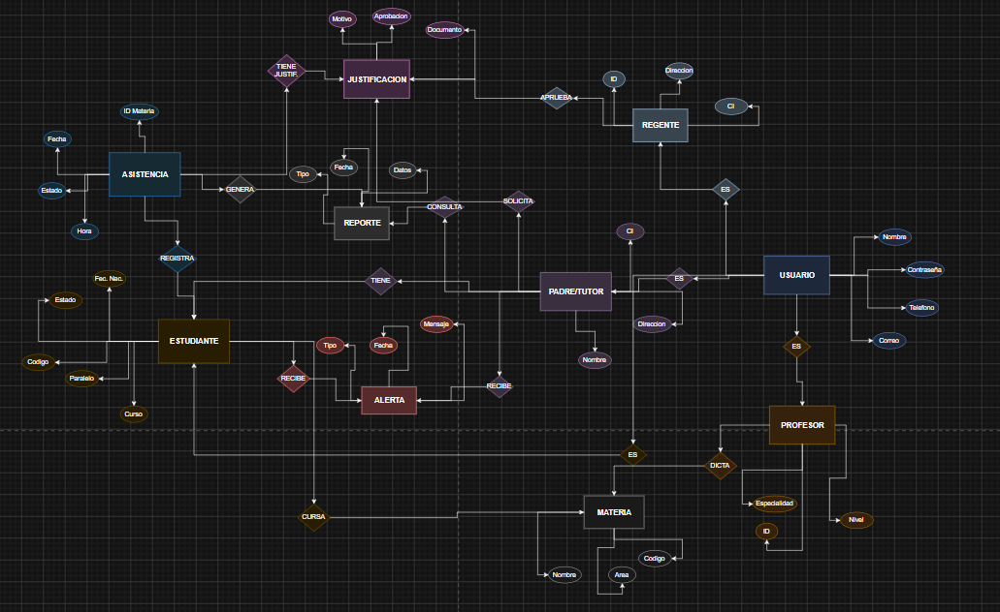 Motivo
Aprobacion
Documento
TIENE
JUSTIF.
JUSTIFICACION
ID
Direccion
CI
APRUEBA
REGENTE
ID Materia
Fecha
ASISTENCIA
Estado
Hora
GENERA
Tipo
Fecha
Datos
REPORTE
CONSULTA
SOLICITA
ES
CI
Nombre
REGISTRA
USUARIO
Contraseña
Telefono
Correo
Fec. Nac.
Estado
TIENE
PADRE/TUTOR
ES
Direccion
Nombre
ESTUDIANTE
Codigo
Paralelo
Curso
Tipo
Fecha
Mensaje
RECIBE
ALERTA
RECIBE
ES
PROFESOR
ES
DICTA
Especialidad
ID
Nivel
CURSA
MATERIA
Codigo
Nombre
Area